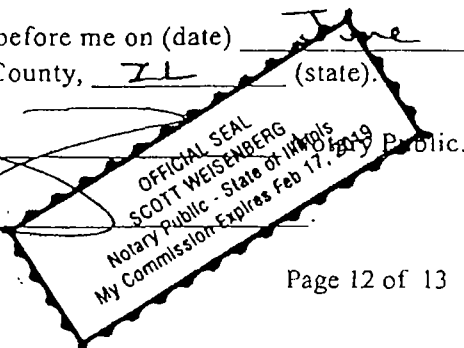 before me on (date) June
County, IL (state).
Notary Public.
OFFICIAL SEAL
SCOTT WEISENBERG
Notary Public - State of Illinois
My Commission Expires Feb 17, 2019
Page 12 of 13